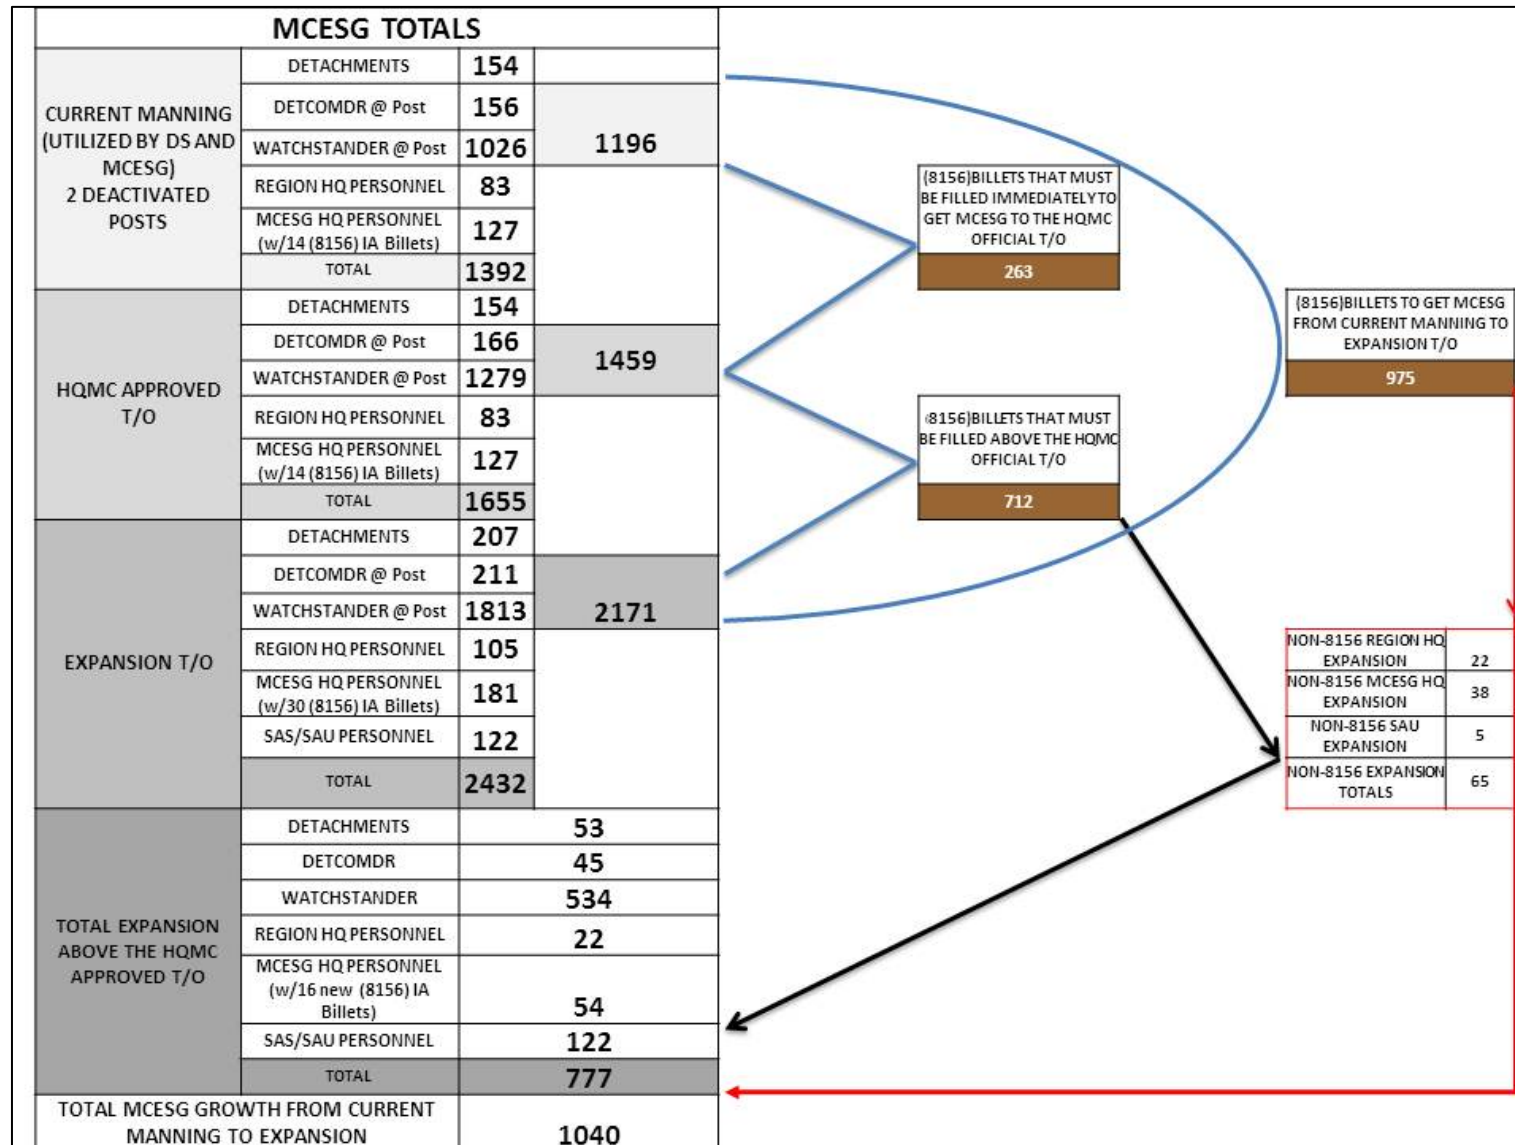 MCESG TOTALS
CURRENT MANNING
(UTILIZED BY DS AND
MCESG)
2 DEACTIVATED
POSTS
DETACHMENTS 154
DETCOMDR @ Post 156
WATCHSTANDER @ Post 1026
1196
REGION HQ PERSONNEL 83
MCESG HQ PERSONNEL
(w/14 (8156) IA Billets)
127
TOTAL 1392
HQMC APPROVED
T/O
DETACHMENTS 154
DETCOMDR @ Post 166
WATCHSTANDER @ Post 1279
1459
REGION HQ PERSONNEL 83
MCESG HQ PERSONNEL
(w/14 (8156) IA Billets)
127
TOTAL 1655
EXPANSION T/O
DETACHMENTS 207
DETCOMDR @ Post 211
WATCHSTANDER @ Post 1813
2171
REGION HQ PERSONNEL 105
MCESG HQ PERSONNEL
(w/30 (8156) IA Billets)
181
SAS/SAU PERSONNEL 122
TOTAL 2432
TOTAL EXPANSION
ABOVE THE HQMC
APPROVED T/O
DETACHMENTS 53
DETCOMDR 45
WATCHSTANDER 534
REGION HQ PERSONNEL 22
MCESG HQ PERSONNEL
(w/16 new (8156) IA
Billets)
54
SAS/SAU PERSONNEL 122
TOTAL 777
TOTAL MCESG GROWTH FROM CURRENT
MANNING TO EXPANSION
1040
(8156)BILLETS THAT MUST
BE FILLED IMMEDIATELY TO
GET MCESG TO THE HQMC
OFFICIAL T/O
263
(8156)BILLETS THAT MUST
BE FILLED ABOVE THE HQMC
OFFICIAL T/O
712
(8156)BILLETS TO GET MCESG
FROM CURRENT MANNING TO
EXPANSION T/O
975
NON-8156 REGION HQ
EXPANSION 22
NON-8156 MCESG HQ
EXPANSION 38
NON-8156 SAU
EXPANSION 5
NON-8156 EXPANSION
TOTALS 65